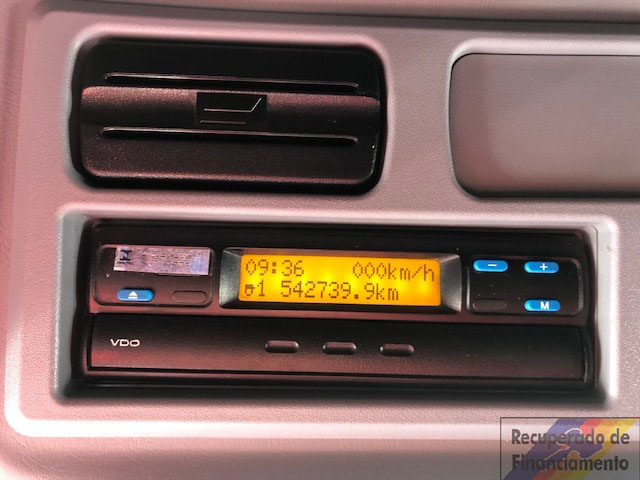 09:36 000km/h
1 542739.9km
- +
M
VDO
Recuperado de
Financiamento